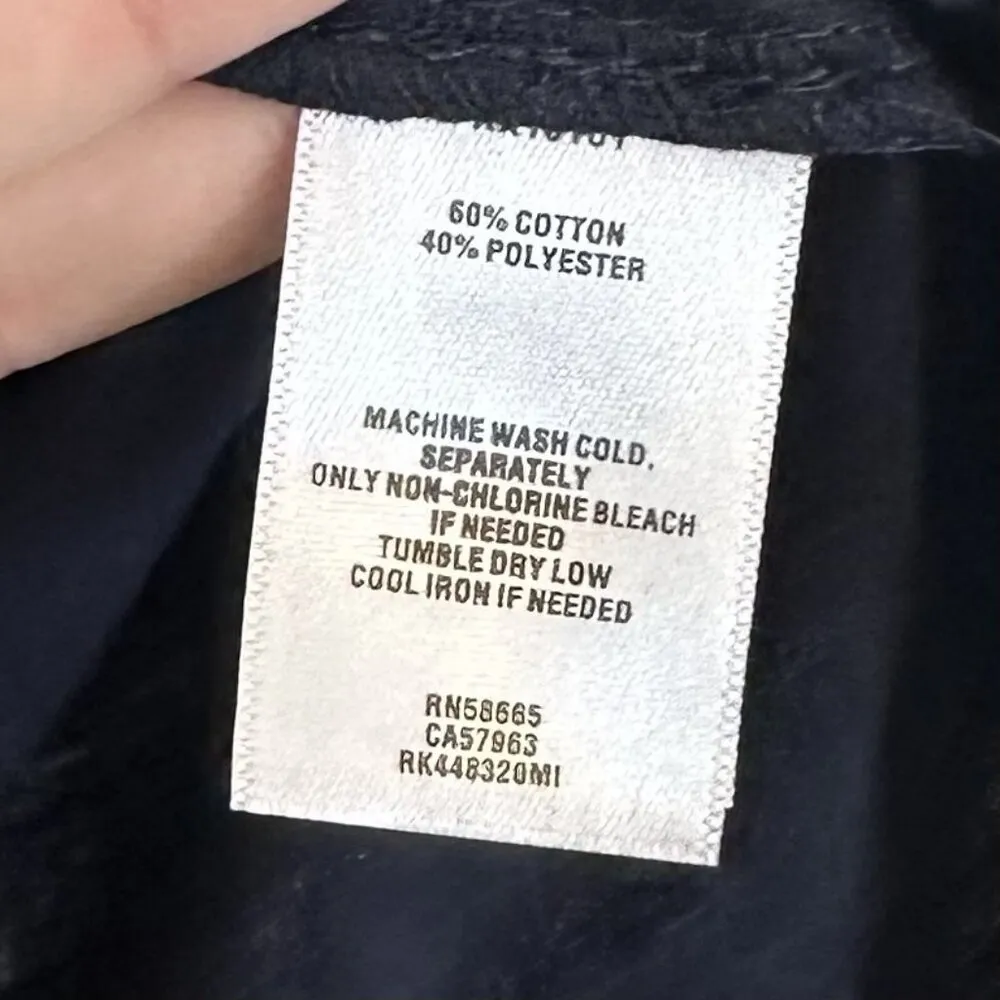 60% COTTON
40% POLYESTER
MACHINE WASH COLD,
SEPARATELY
ONLY NON-CHLORINE BLEACH
IF NEEDED
TUMBLE DRY LOW
COOL IRON IF NEEDED
RN58665
CA57963
RK448320MI